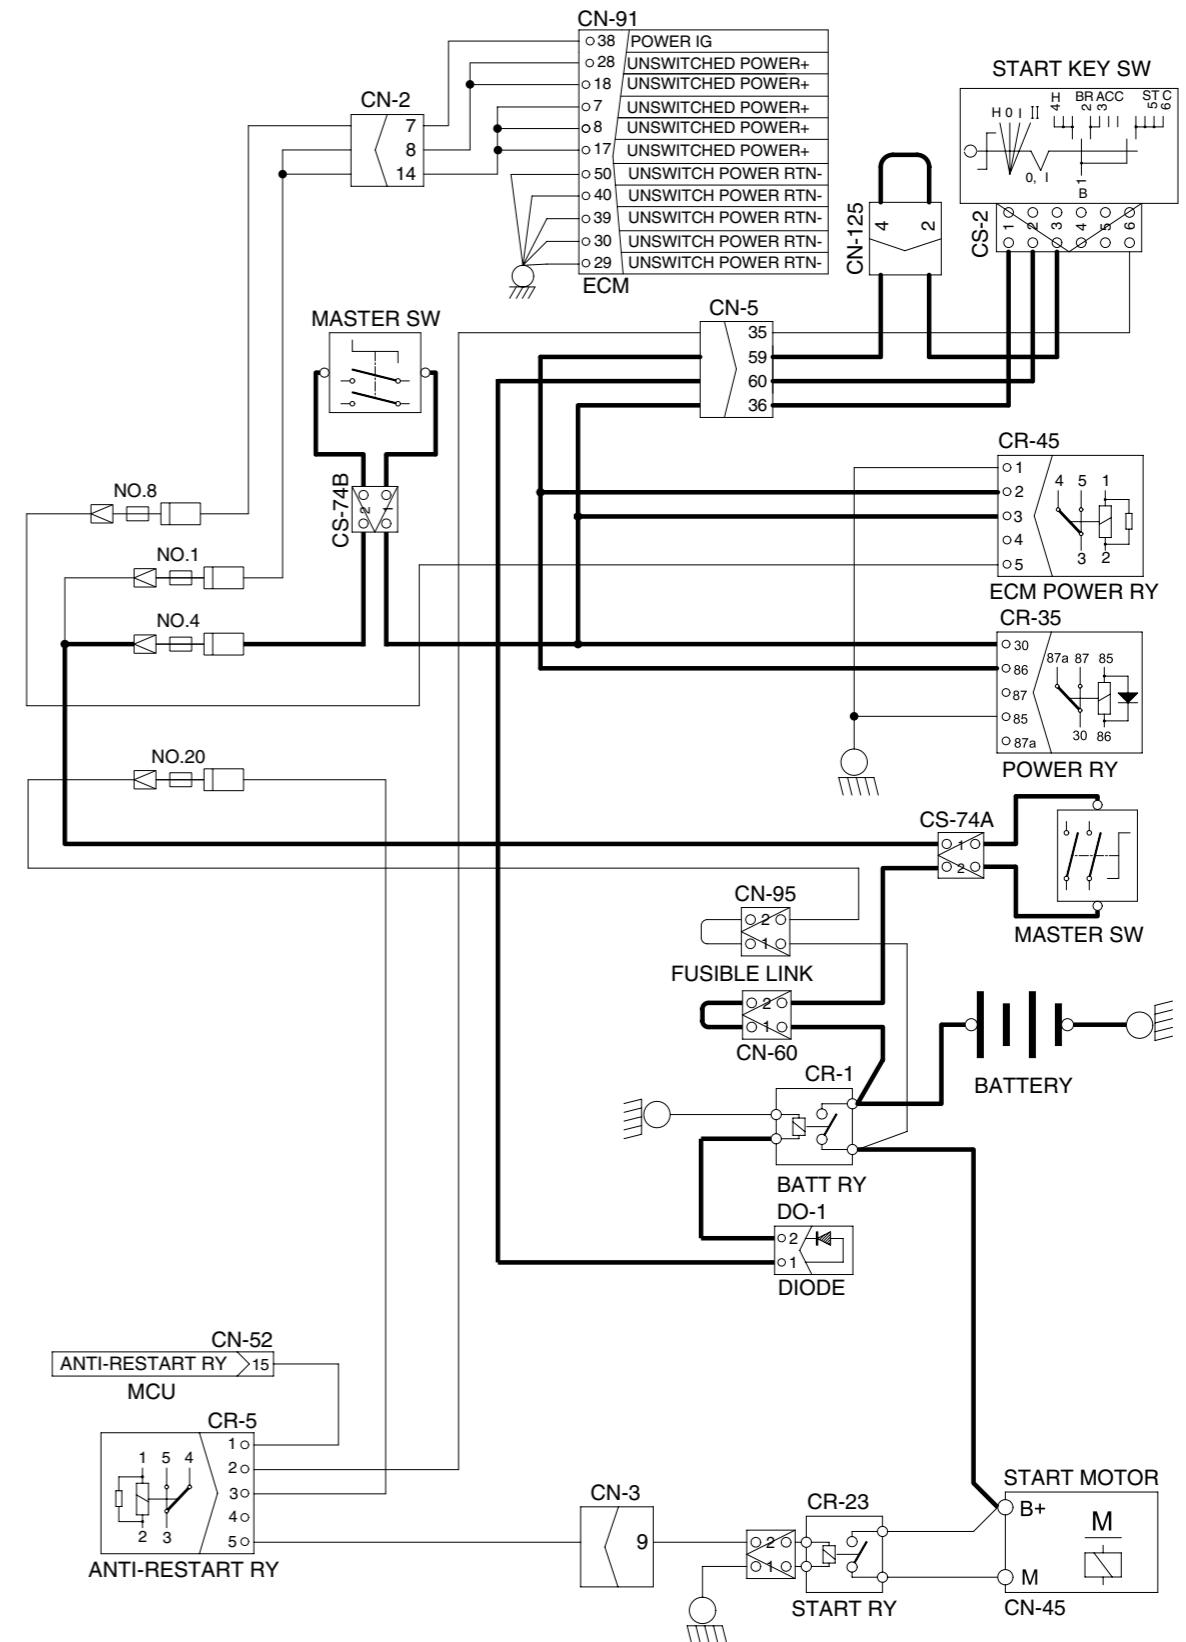 CN-91
38 POWER IG
28 UNSWITCHED POWER+
18 UNSWITCHED POWER+
7 UNSWITCHED POWER+
8 UNSWITCHED POWER+
17 UNSWITCHED POWER+
50 UNSWITCH POWER RTN-
40 UNSWITCH POWER RTN-
39 UNSWITCH POWER RTN-
30 UNSWITCH POWER RTN-
29 UNSWITCH POWER RTN-
ECM
CN-2
7
8
14
START KEY SW
H BR ACC ST C
4 2 3 5 6
H 0 I II
0, I
1
B
CS-2
1 2 3 4 5 6
CN-125
4 2
CN-5
35
59
60
36
MASTER SW
CS-74B
2 1
NO.8
NO.1
NO.4
NO.20
CR-45
1
2
3
4
5
4 5 1
3 2
ECM POWER RY
CR-35
30
86
87
85
87a
87a 87 85
30 86
POWER RY
CS-74A
1
2
MASTER SW
CN-95
2
1
FUSIBLE LINK
2
1
CN-60
BATTERY
CR-1
BATT RY
DO-1
2
1
DIODE
CN-52
ANTI-RESTART RY 15
MCU
CR-5
1
2
3
4
5
1 5 4
2 3
ANTI-RESTART RY
CN-3
9
2
1
CR-23
START RY
START MOTOR
B+
M
M
CN-45